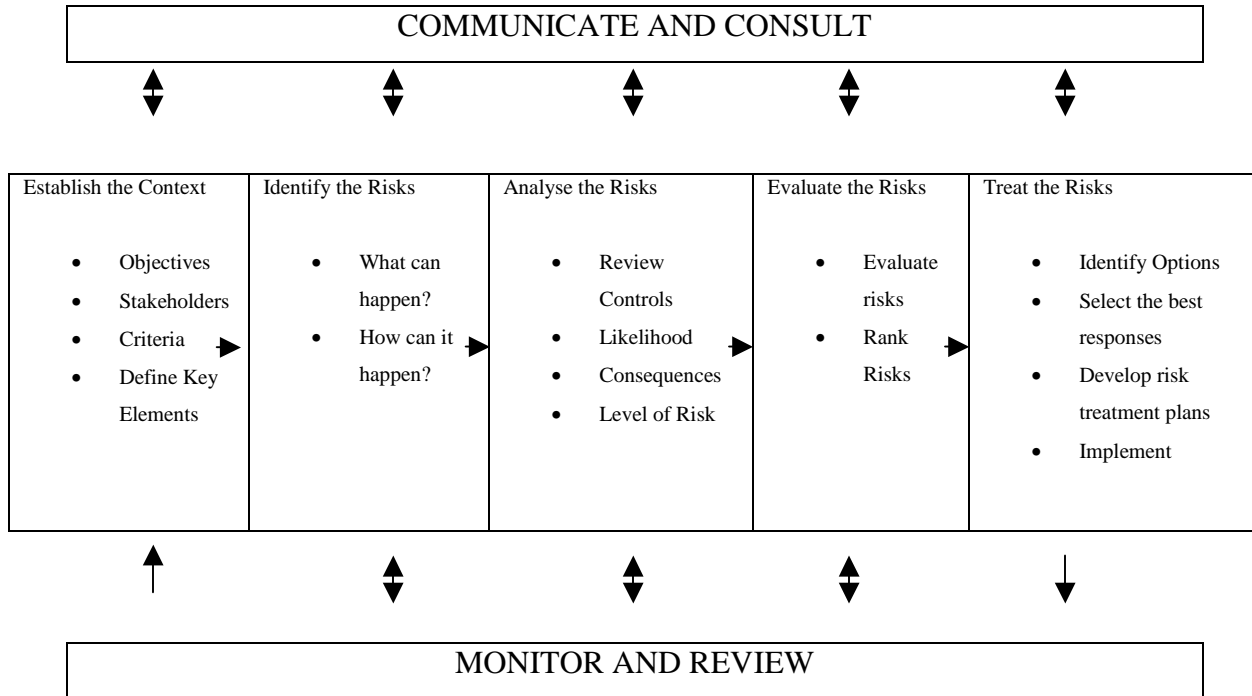 COMMUNICATE AND CONSULT
Establish the Context
• Objectives
• Stakeholders
• Criteria
• Define Key
Elements
Identify the Risks
• What can
happen?
• How can it
happen?
Analyse the Risks
• Review
Controls
• Likelihood
• Consequences
• Level of Risk
Evaluate the Risks
• Evaluate
risks
• Rank
Risks
Treat the Risks
• Identify Options
• Select the best
responses
• Develop risk
treatment plans
• Implement
MONITOR AND REVIEW